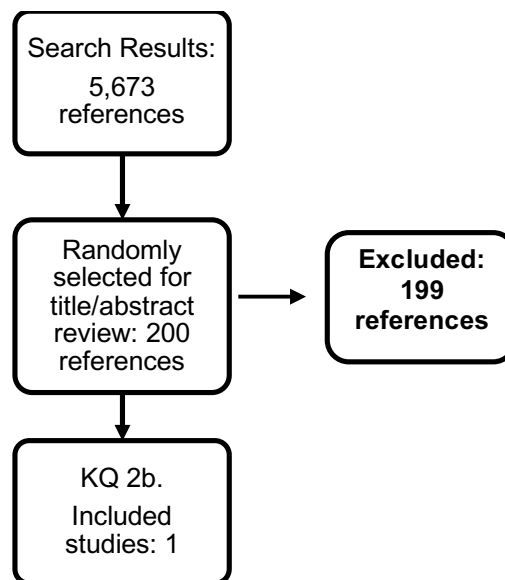 Search Results:
5,673
references
Randomly
selected for
title/abstract
review: 200
references
Excluded:
199
references
KQ 2b.
Included
studies: 1